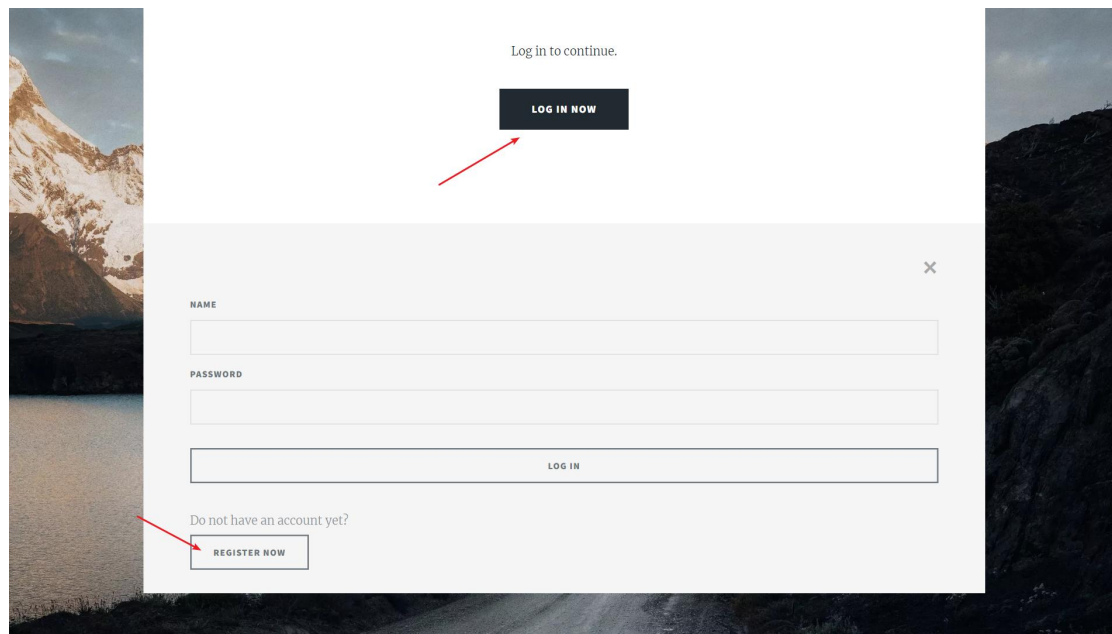 Log in to continue.
LOG IN NOW
NAME
PASSWORD
LOG IN
Do not have an account yet?
REGISTER NOW